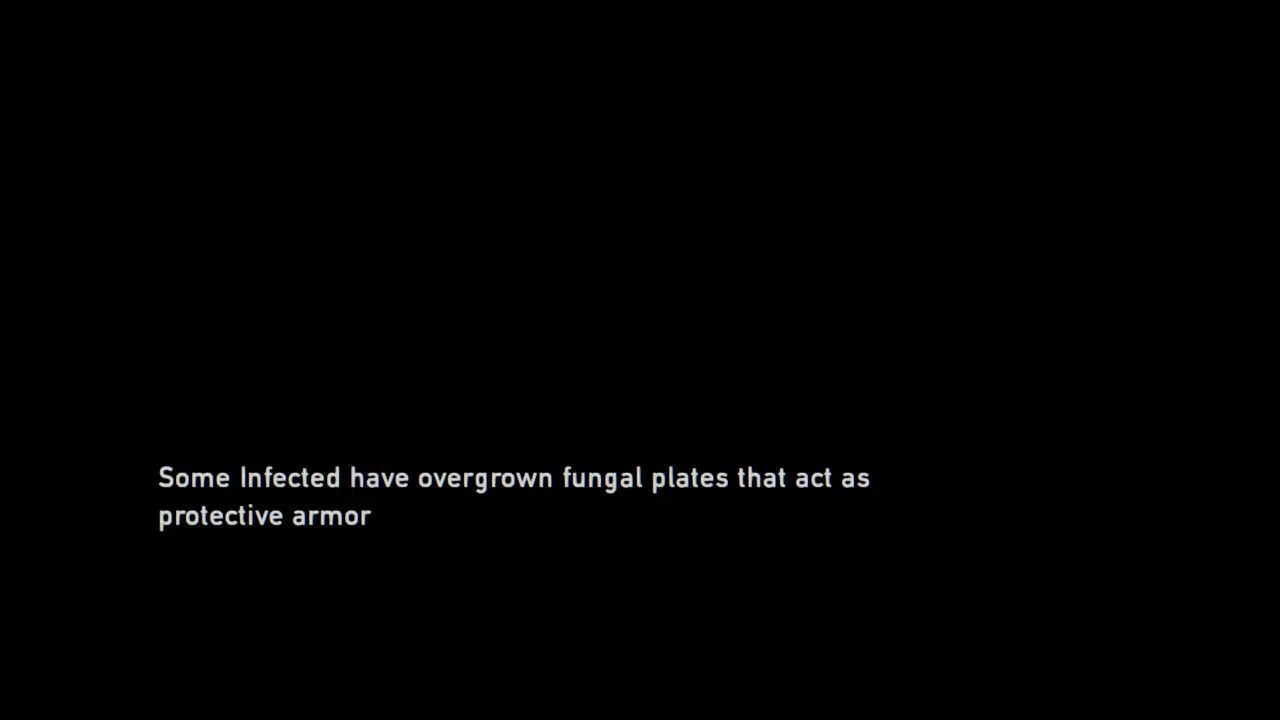 Some Infected have overgrown fungal plates that act as
protective armor